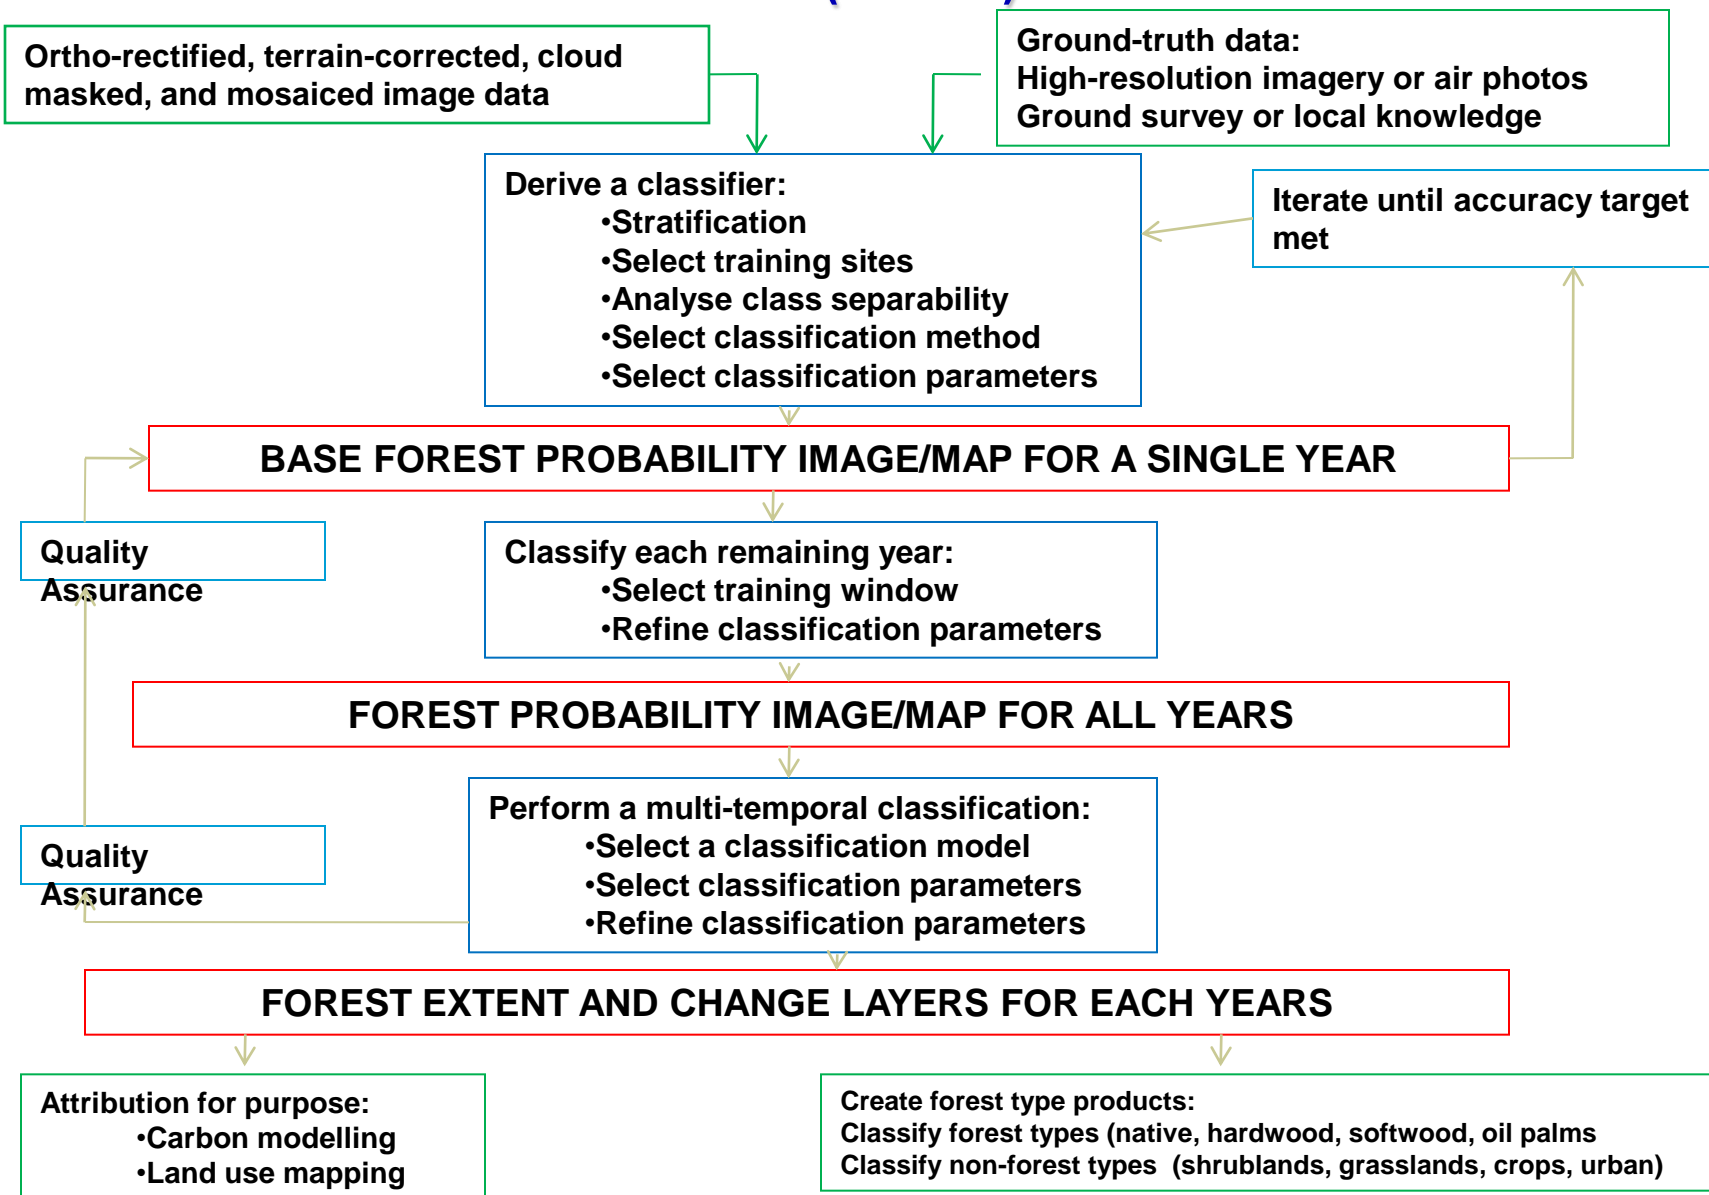 Ortho-rectified, terrain-corrected, cloud
masked, and mosaiced image data
Ground-truth data:
High-resolution imagery or air photos
Ground survey or local knowledge
Derive a classifier:
•Stratification
•Select training sites
•Analyse class separability
•Select classification method
•Select classification parameters
Iterate until accuracy target
met
BASE FOREST PROBABILITY IMAGE/MAP FOR A SINGLE YEAR
Quality
Assurance
Classify each remaining year:
•Select training window
•Refine classification parameters
FOREST PROBABILITY IMAGE/MAP FOR ALL YEARS
Perform a multi-temporal classification:
•Select a classification model
•Select classification parameters
•Refine classification parameters
Quality
Assurance
FOREST EXTENT AND CHANGE LAYERS FOR EACH YEARS
Attribution for purpose:
•Carbon modelling
•Land use mapping
Create forest type products:
Classify forest types (native, hardwood, softwood, oil palms
Classify non-forest types (shrublands, grasslands, crops, urban)